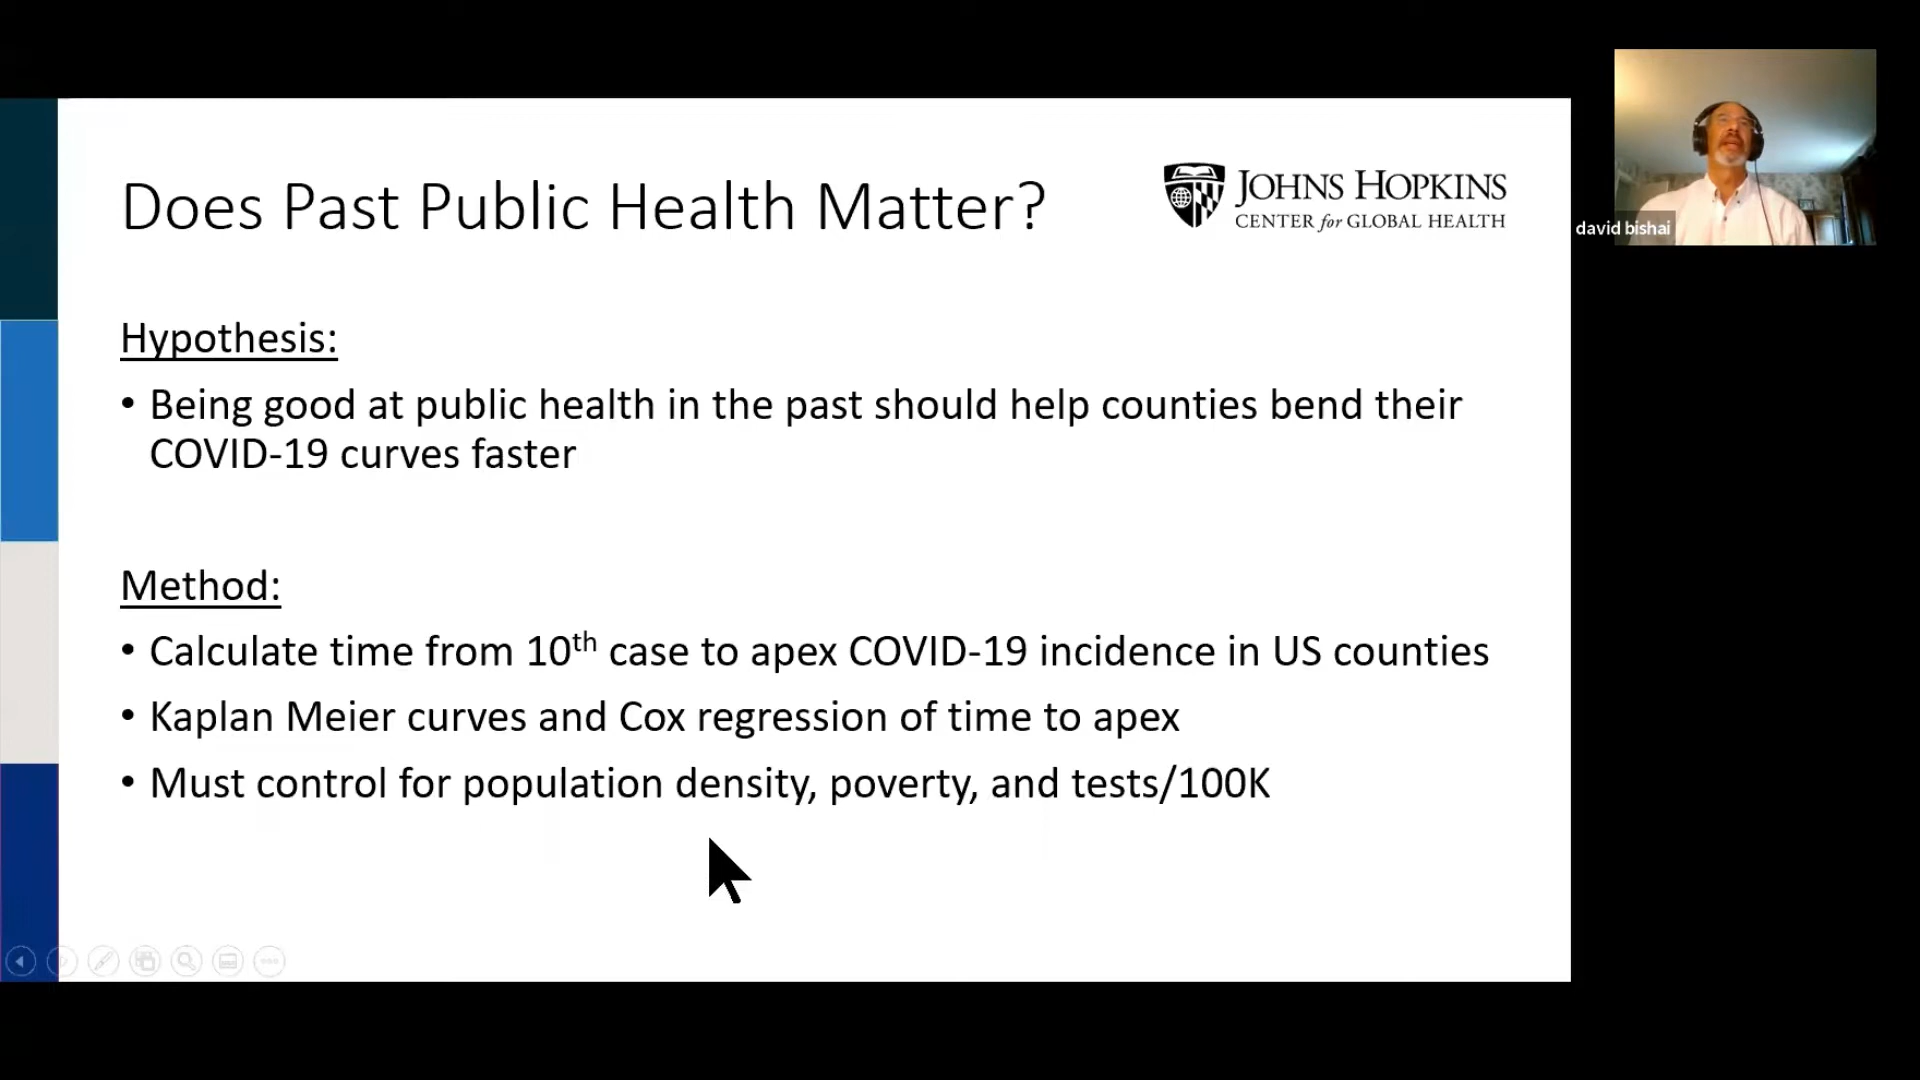 Does Past Public Health Matter?
JOHNS HOPKINS
CENTER for GLOBAL HEALTH
david bishai
Hypothesis:
• Being good at public health in the past should help counties bend their
COVID-19 curves faster
Method:
• Calculate time from 10th case to apex COVID-19 incidence in US counties
• Kaplan Meier curves and Cox regression of time to apex
• Must control for population density, poverty, and tests/100K